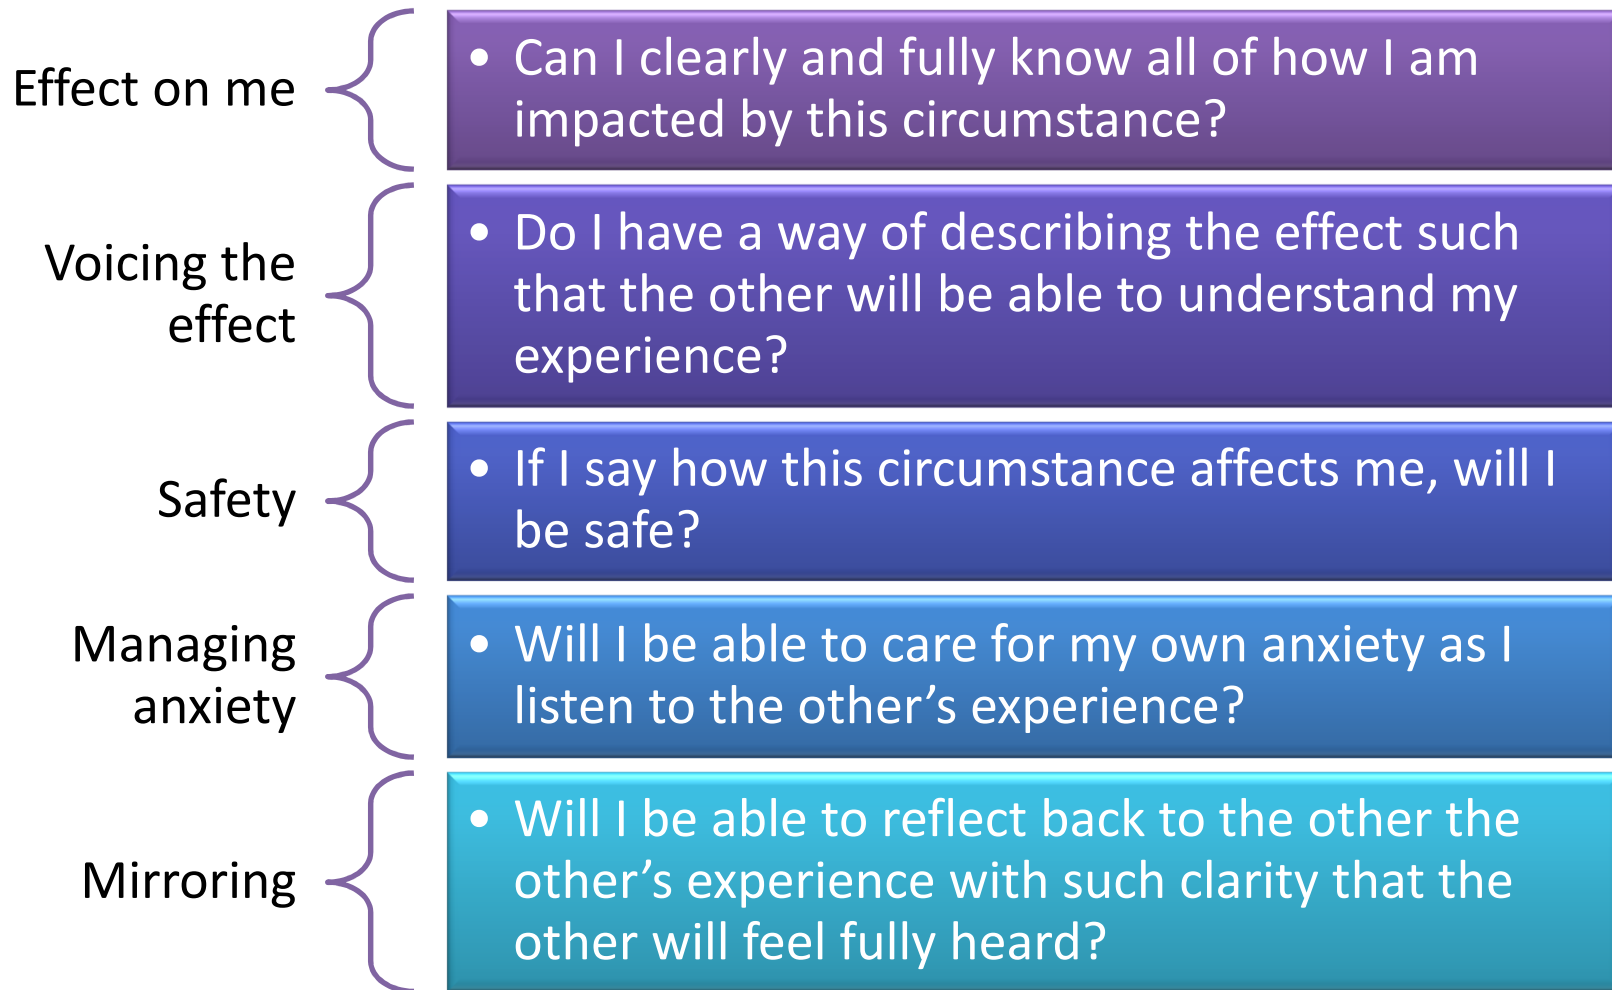 Effect on me
• Can I clearly and fully know all of how I am
impacted by this circumstance?
Voicing the
effect
• Do I have a way of describing the effect such
that the other will be able to understand my
experience?
Safety
• If I say how this circumstance affects me, will I
be safe?
Managing
anxiety
• Will I be able to care for my own anxiety as I
listen to the other’s experience?
Mirroring
• Will I be able to reflect back to the other the
other’s experience with such clarity that the
other will feel fully heard?